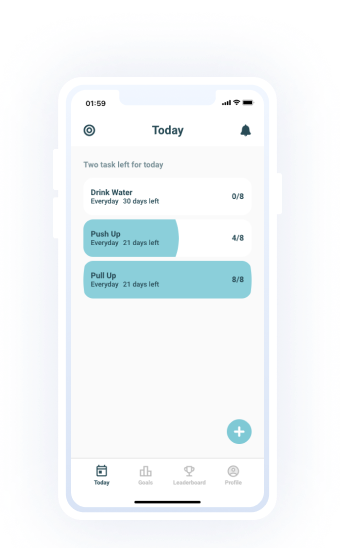 01:59
Today
Two task left for today
Drink Water
Everyday 30 days left
0/8
Push Up
Everyday 21 days left
4/8
Pull Up
Everyday 21 days left
8/8
Today Goals Leaderboard Profile